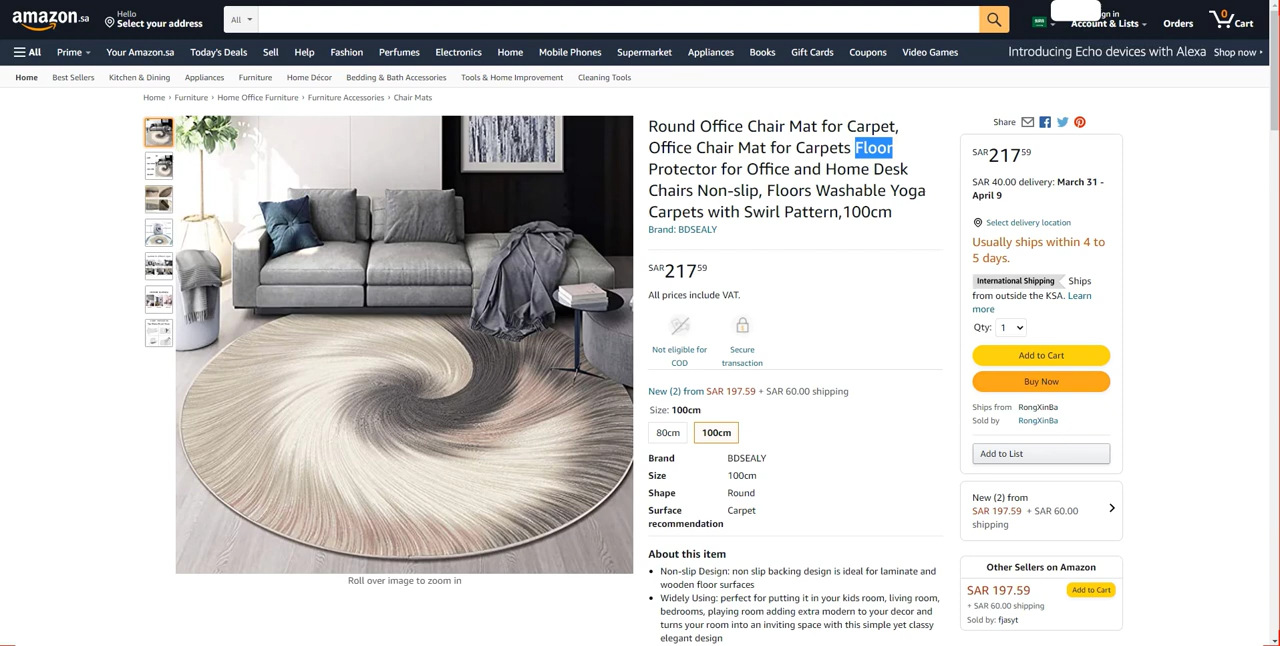 amazon.sa
Hello
Select your address
All
gn in
Account & Lists
Orders
0
Cart
All
Prime
Your Amazon.sa
Today's Deals
Sell
Help
Fashion
Perfumes
Electronics
Home
Mobile Phones
Supermarket
Appliances
Books
Gift Cards
Coupons
Video Games
Introducing Echo devices with Alexa Shop now ›
Home
Best Sellers
Kitchen & Dining
Appliances
Furniture
Home Décor
Bedding & Bath Accessories
Tools & Home Improvement
Cleaning Tools
Home › Furniture › Home Office Furniture › Furniture Accessories › Chair Mats
Roll over image to zoom in
Round Office Chair Mat for Carpet,
Office Chair Mat for Carpets Floor
Protector for Office and Home Desk
Chairs Non-slip, Floors Washable Yoga
Carpets with Swirl Pattern,100cm
Brand: BDSEALY
SAR 217 59
All prices include VAT.
Not eligible for
COD
Secure
transaction
New (2) from SAR 197.59 + SAR 60.00 shipping
Size: 100cm
80cm
100cm
Brand BDSEALY
Size 100cm
Shape Round
Surface Carpet
recommendation
About this item
• Non-slip Design: non slip backing design is ideal for laminate and
wooden floor surfaces
• Widely Using: perfect for putting it in your kids room, living room,
bedrooms, playing room adding extra modern to your decor and
turns your room into an inviting space with this simple yet classy
elegant design
Share
SAR 217 59
SAR 40.00 delivery: March 31 -
April 9
Select delivery location
Usually ships within 4 to
5 days.
International Shipping Ships
from outside the KSA. Learn
more
Qty: 1
Add to Cart
Buy Now
Ships from RongXinBa
Sold by RongXinBa
Add to List
New (2) from
SAR 197.59 + SAR 60.00
shipping
Other Sellers on Amazon
SAR 197.59
Add to Cart
+ SAR 60.00 shipping
Sold by: fjasyt